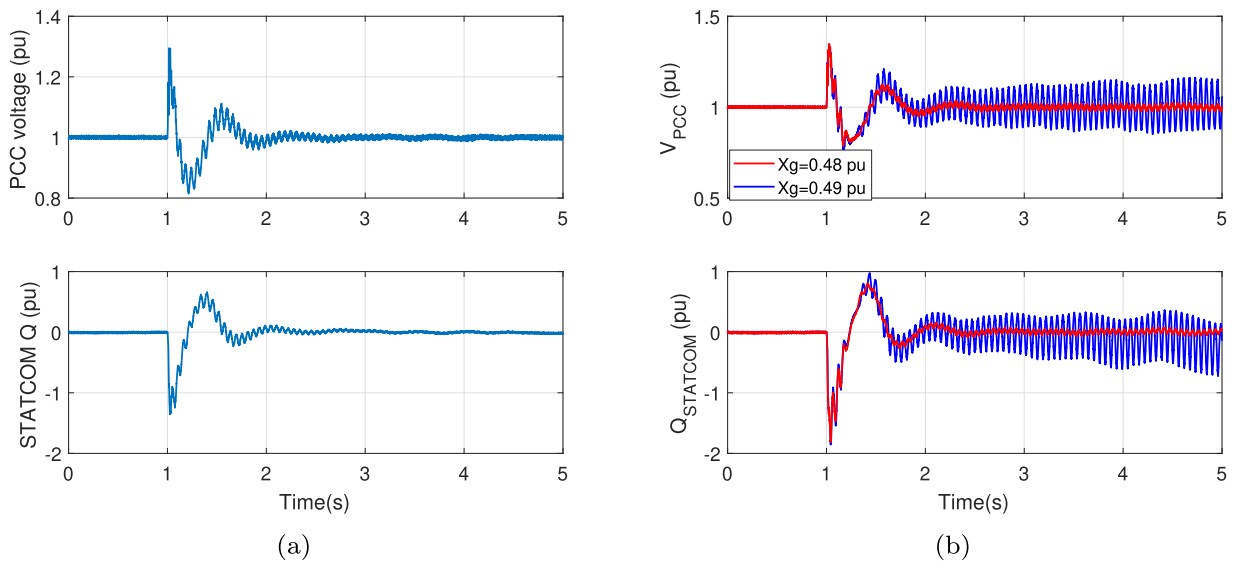 1.4
1.2
1
0.8
PCC voltage (pu)
0 1 2 3 4 5
1
0
-1
-2
STATCOM Q (pu)
0 1 2 3 4 5
Time(s)
(a)
1.5
1
0.5
V_PCC (pu)
Xg=0.48 pu
Xg=0.49 pu
0 1 2 3 4 5
1
0
-1
-2
Q_STATCOM (pu)
0 1 2 3 4 5
Time(s)
(b)